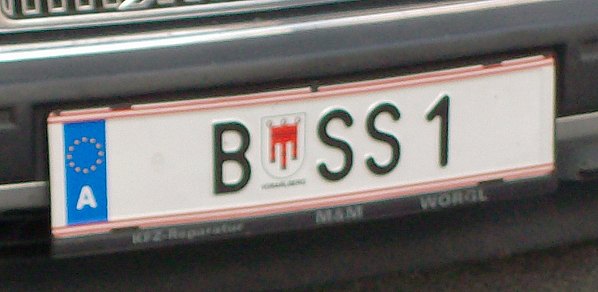 A B SS 1
VORARLBERG
KFZ-Reparatur M&M WÖRGL